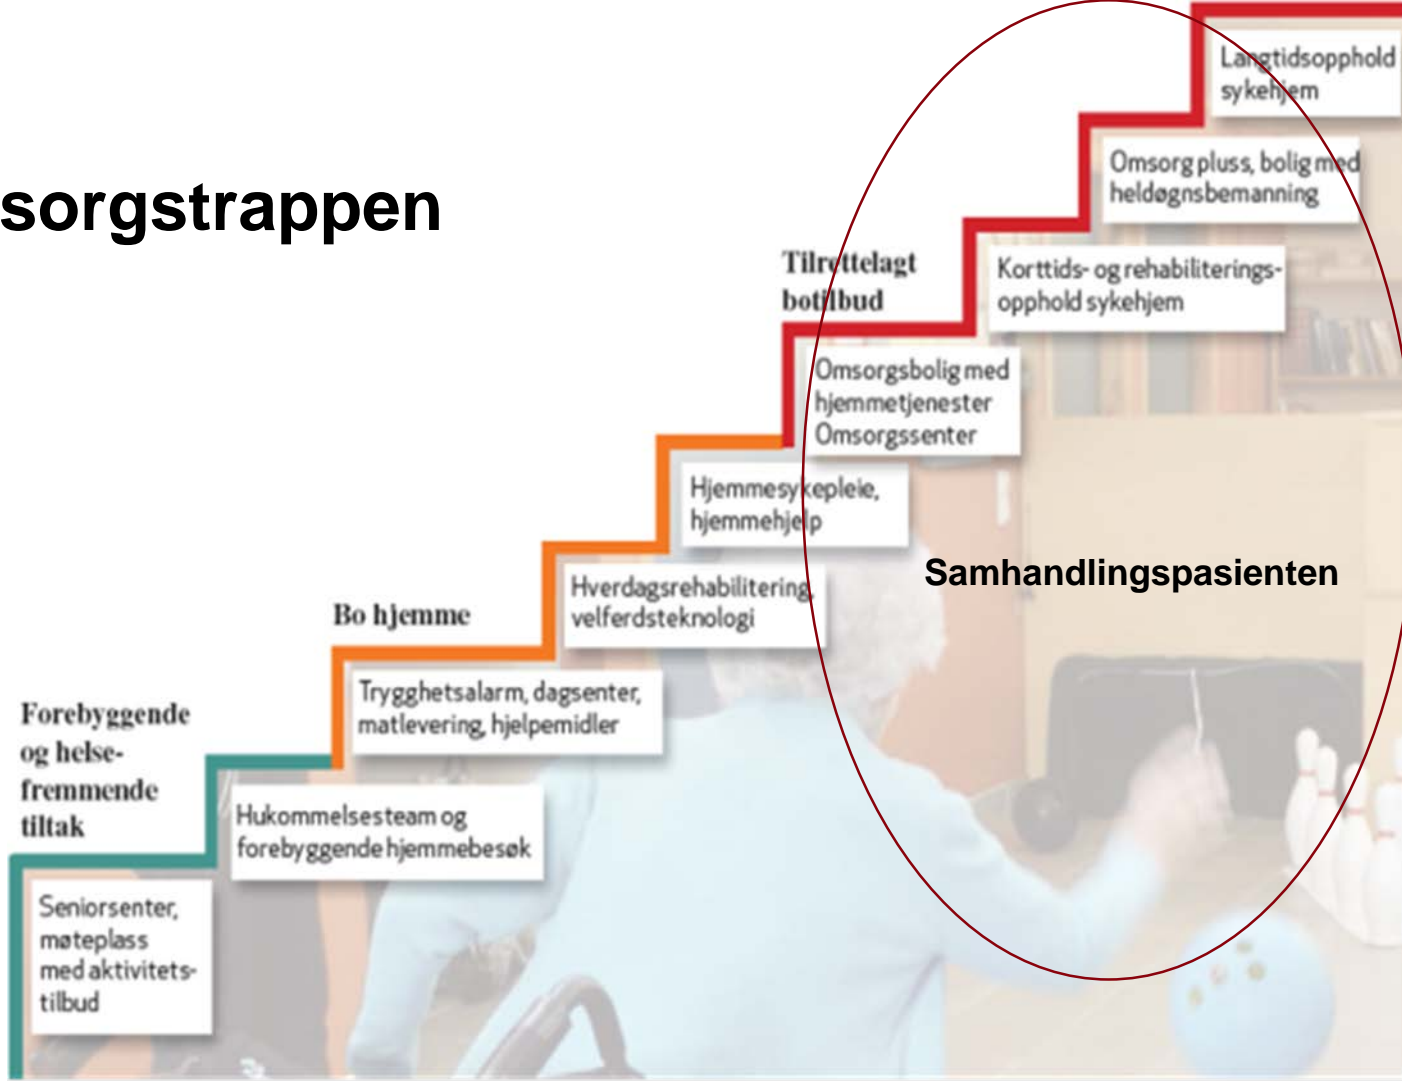 sorgstrappen
Langtidsopphold
sykehjem
Omsorg pluss, bolig med
heldøgnsbemanning
Tilrettelagt
botilbud
Korttids- og rehabiliterings-
opphold sykehjem
Omsorgsbolig med
hjemmetjenester
Omsorgssenter
Hjemmesykepleie,
hjemmehjelp
Samhandlingspasienten
Hverdagsrehabilitering,
velferdsteknologi
Bo hjemme
Trygghetsalarm, dagsenter,
matlevering, hjelpemidler
Forebyggende
og helse-
fremmende
tiltak
Hukommelsesteam og
forebyggende hjemmebesøk
Seniorsenter,
møteplass
med aktivitets-
tilbud